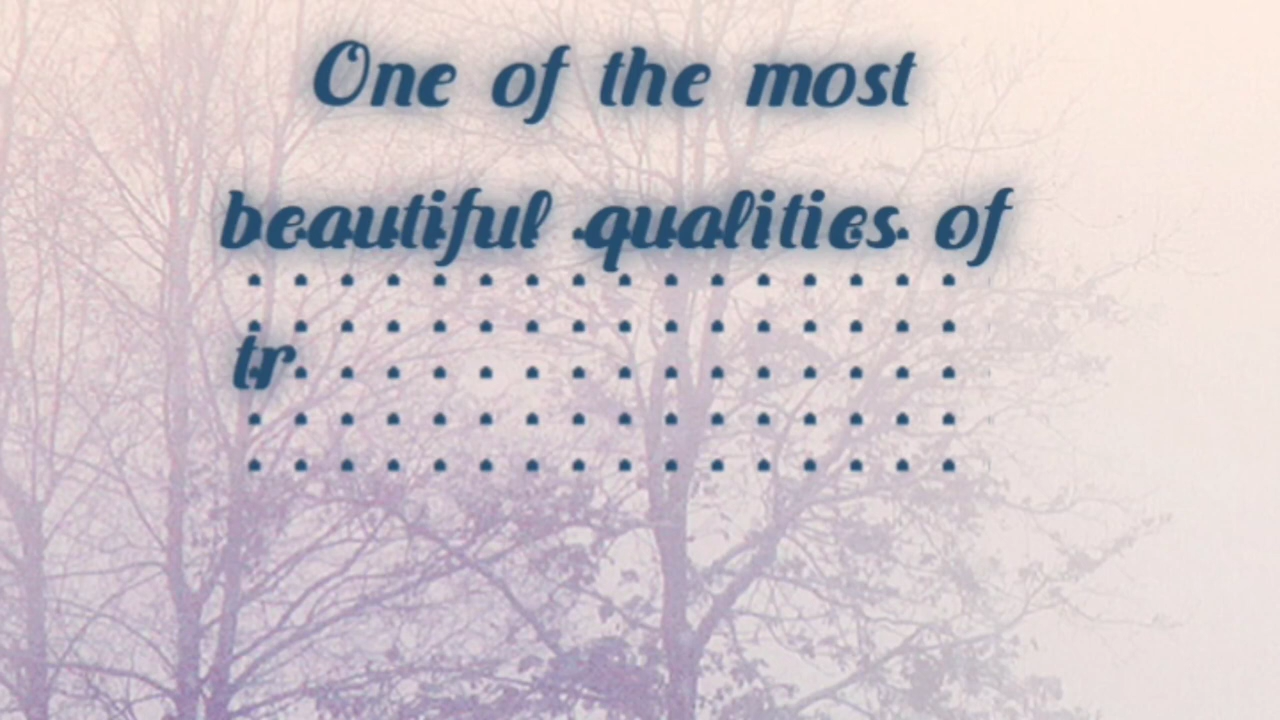 One of the most
beautiful qualities of
tr